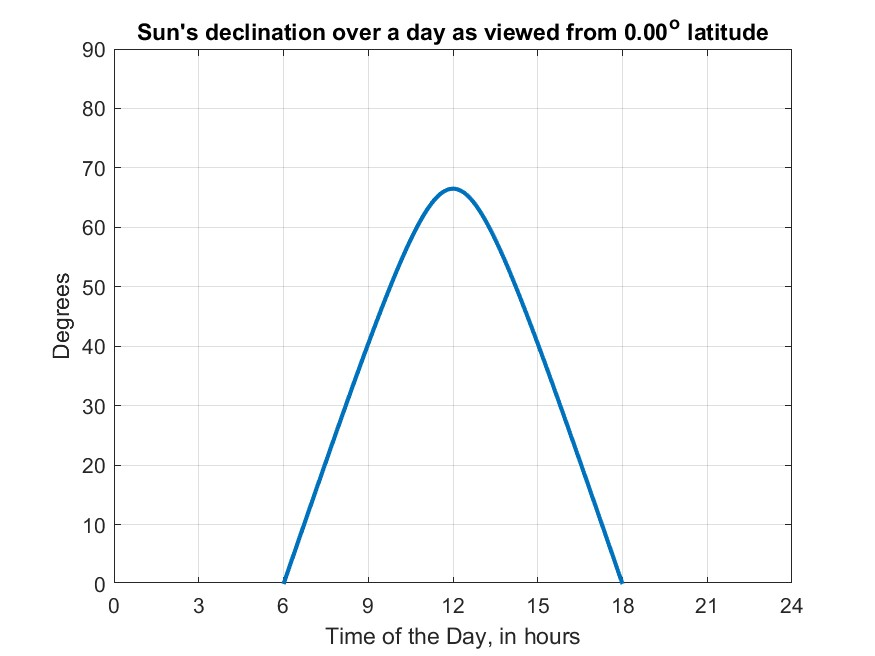 Sun's declination over a day as viewed from 0.00° latitude
90
80
70
60
50
40
30
20
10
0
Degrees
0 3 6 9 12 15 18 21 24
Time of the Day, in hours